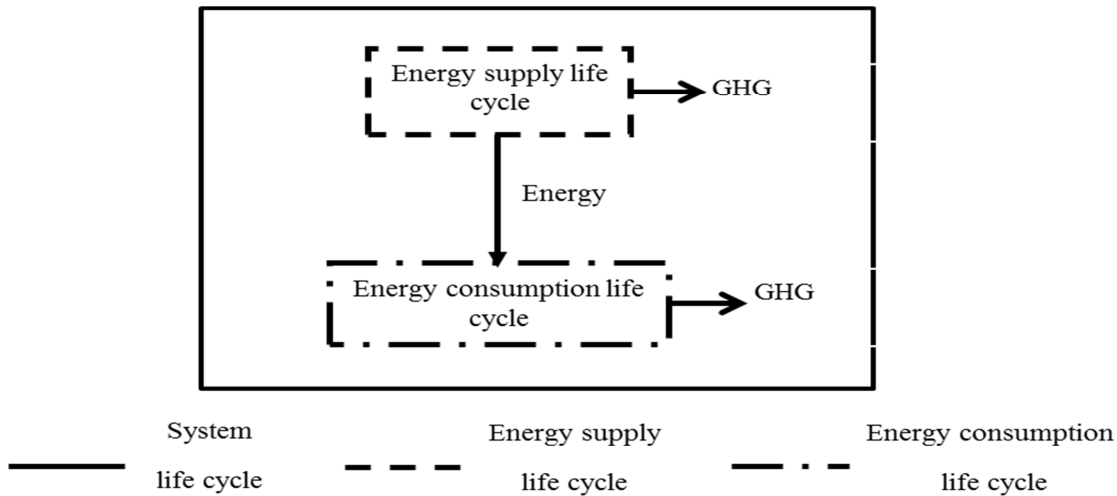 Energy supply life
cycle
GHG
Energy
Energy consumption life
cycle
GHG
System
life cycle
Energy supply
life cycle
Energy consumption
life cycle